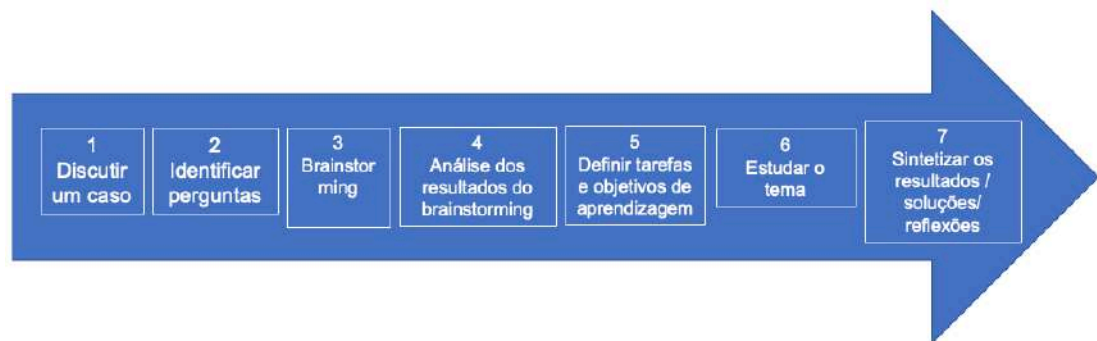 1
Discutir
um caso
2
Identificar
perguntas
3
Brainstor
ming
4
Análise dos
resultados do
brainstorming
5
Definir tarefas
e objetivos de
aprendizagem
6
Estudar o
tema
7
Sintetizar os
resultados /
soluções/
reflexões